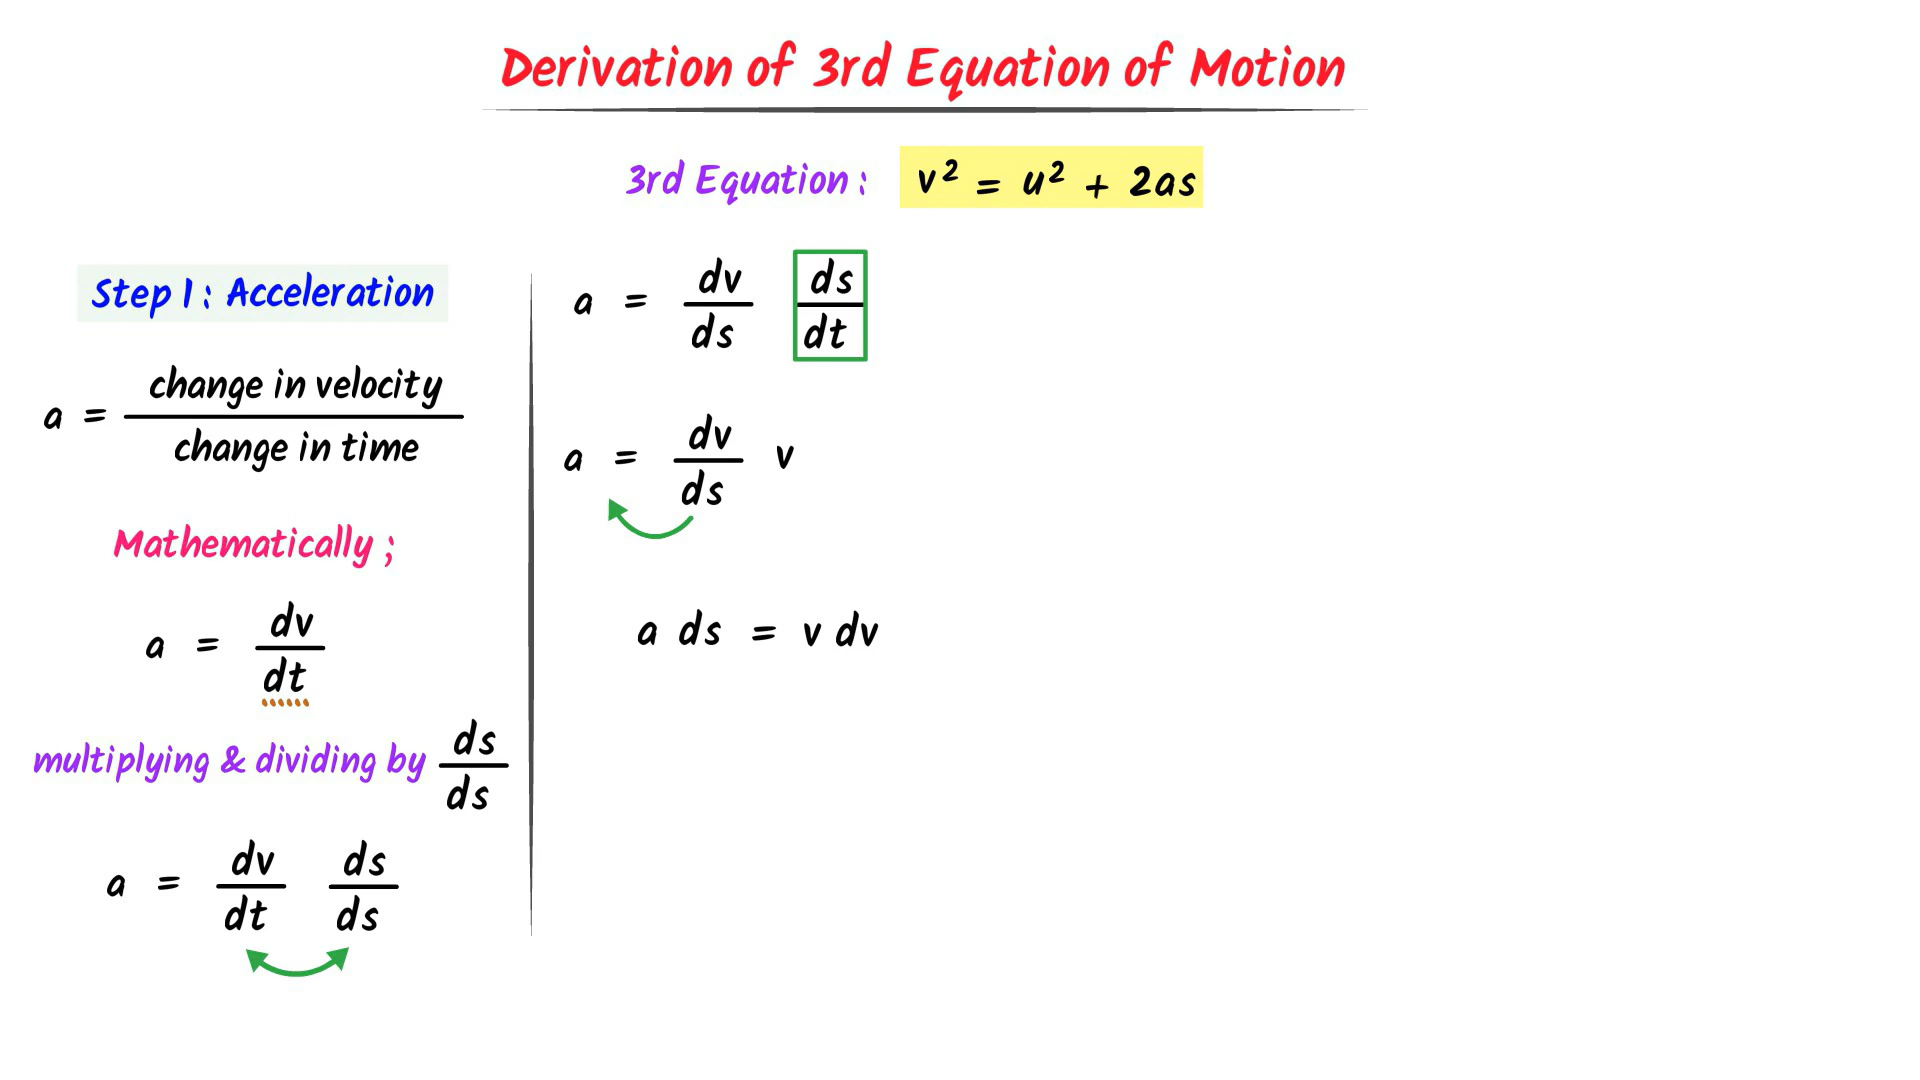 Derivation of 3rd Equation of Motion
3rd Equation : v² = u² + 2as
Step 1 : Acceleration
a = change in velocity / change in time
Mathematically ;
a = dv / dt
multiplying & dividing by ds / ds
a = dv / dt ds / ds
a = dv / ds ds / dt
a = dv / ds v
a ds = v dv